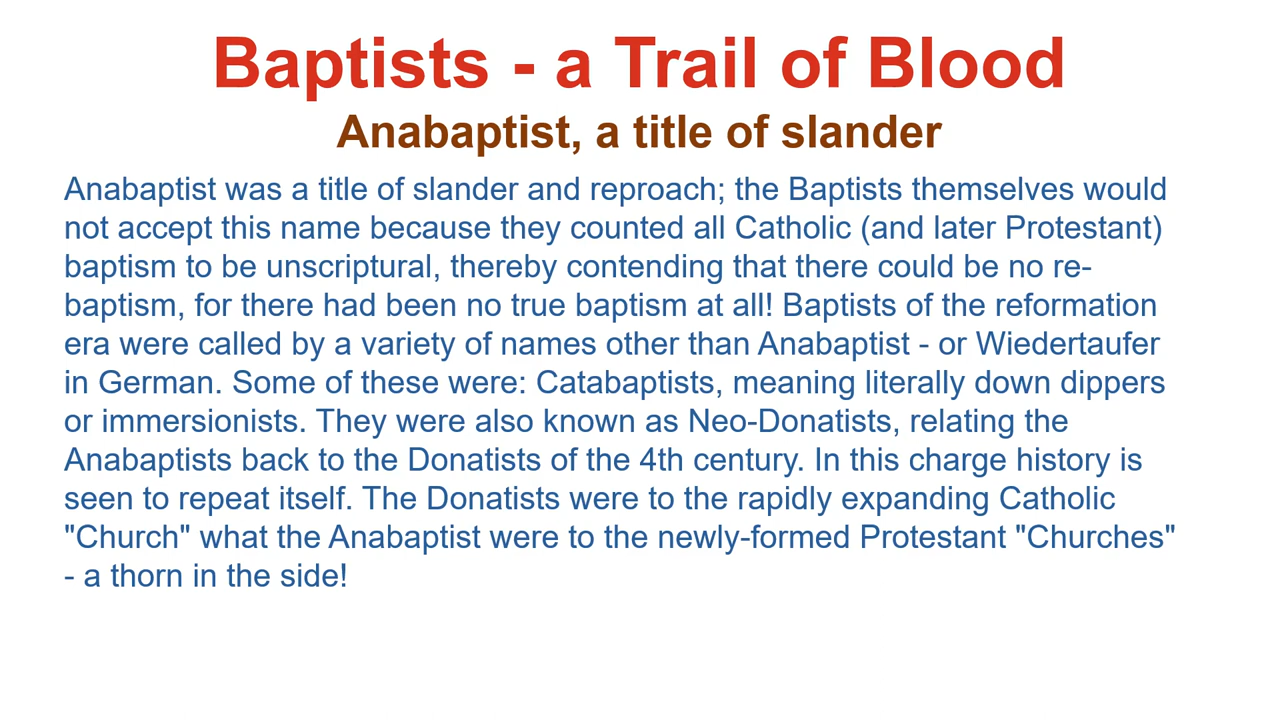 Baptists - a Trail of Blood
Anabaptist, a title of slander
Anabaptist was a title of slander and reproach; the Baptists themselves would
not accept this name because they counted all Catholic (and later Protestant)
baptism to be unscriptural, thereby contending that there could be no re-
baptism, for there had been no true baptism at all! Baptists of the reformation
era were called by a variety of names other than Anabaptist - or Wiedertaufer
in German. Some of these were: Catabaptists, meaning literally down dippers
or immersionists. They were also known as Neo-Donatists, relating the
Anabaptists back to the Donatists of the 4th century. In this charge history is
seen to repeat itself. The Donatists were to the rapidly expanding Catholic
"Church" what the Anabaptist were to the newly-formed Protestant "Churches"
- a thorn in the side!